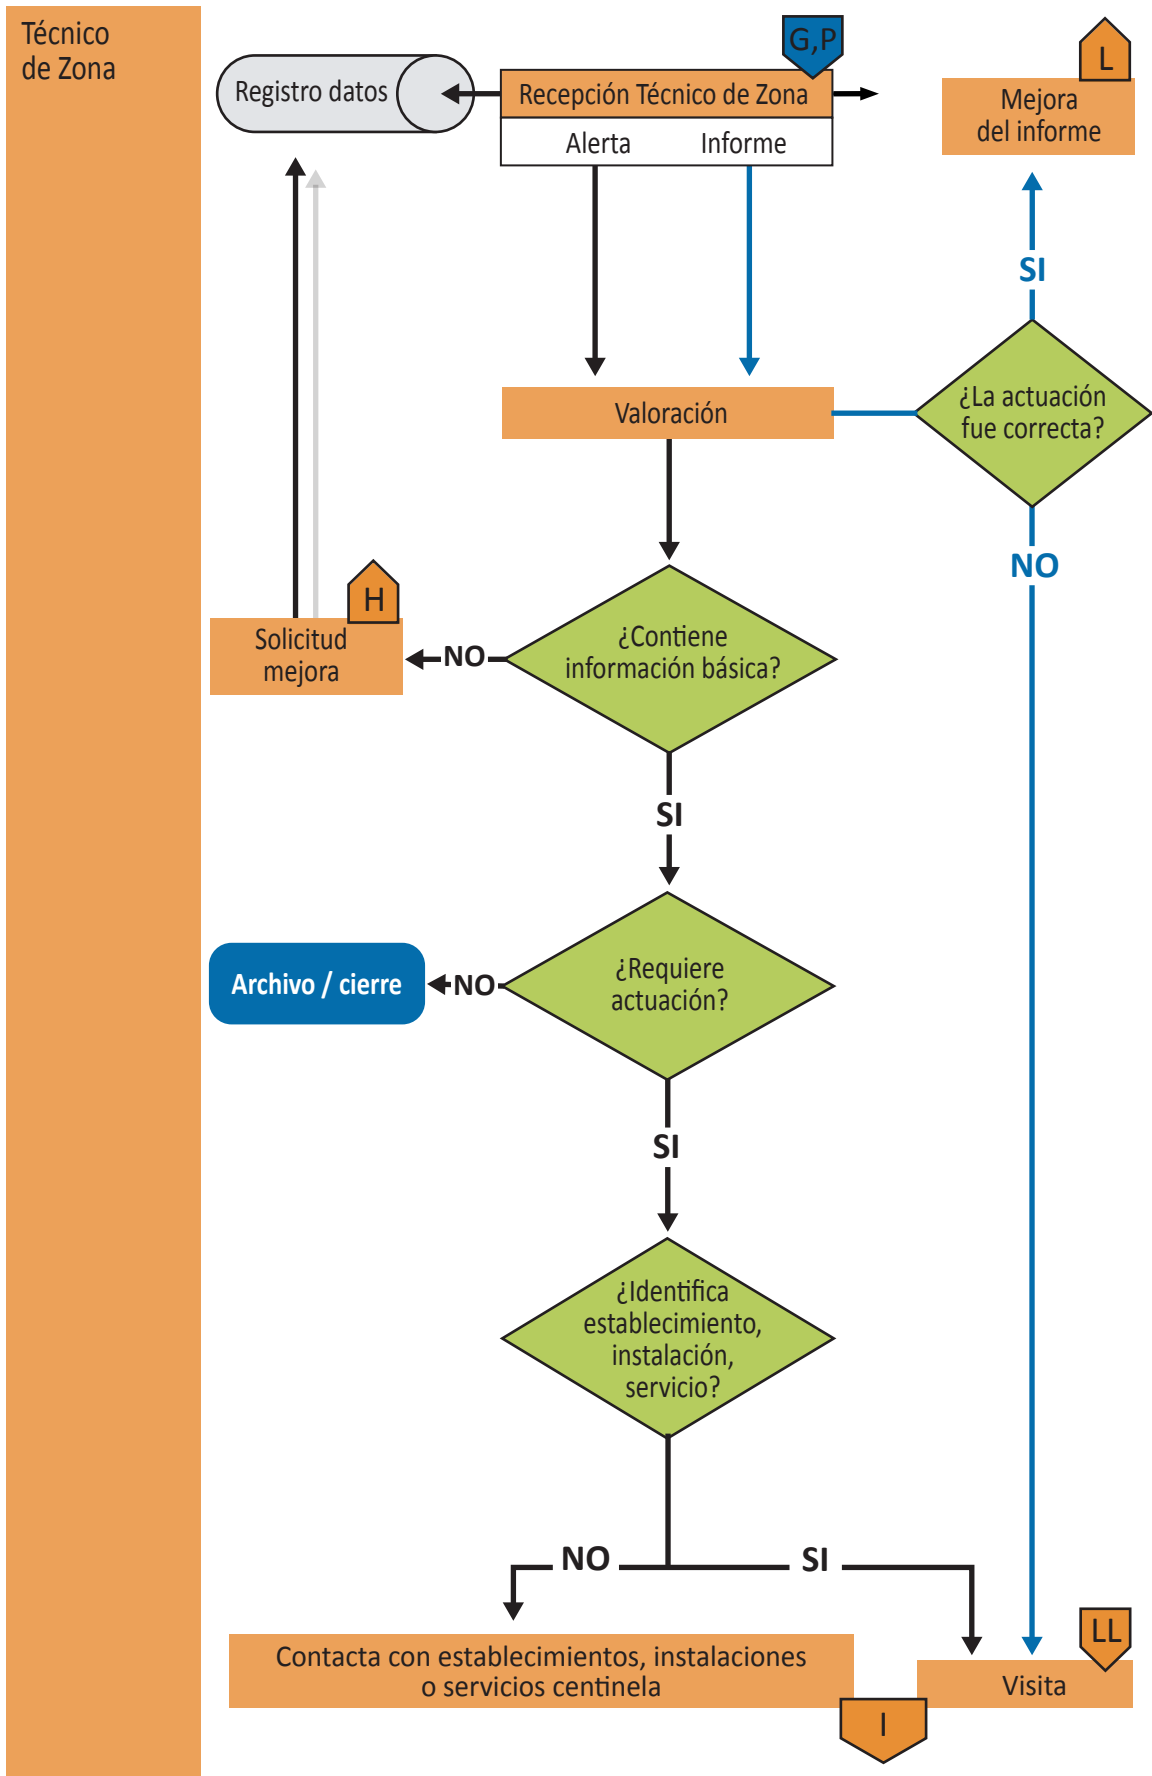 Técnico
de Zona
G,P
L
Registro datos
Recepción Técnico de Zona
Mejora
del informe
Alerta
Informe
SI
¿La actuación
fue correcta?
Valoración
NO
H
Solicitud
mejora
NO
¿Contiene
información básica?
SI
Archivo / cierre
NO
¿Requiere
actuación?
SI
¿Identifica
establecimiento,
instalación,
servicio?
NO
SI
LL
Contacta con establecimientos, instalaciones
o servicios centinela
Visita
I